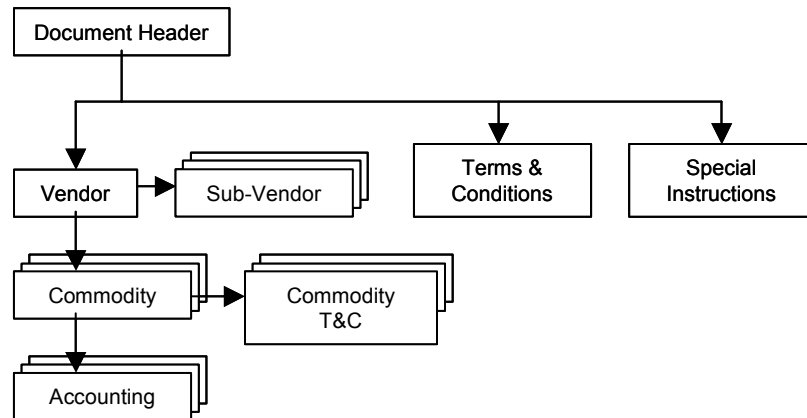 Document Header
Vendor
Sub-Vendor
Terms &
Conditions
Special
Instructions
Commodity
Commodity
T&C
Accounting